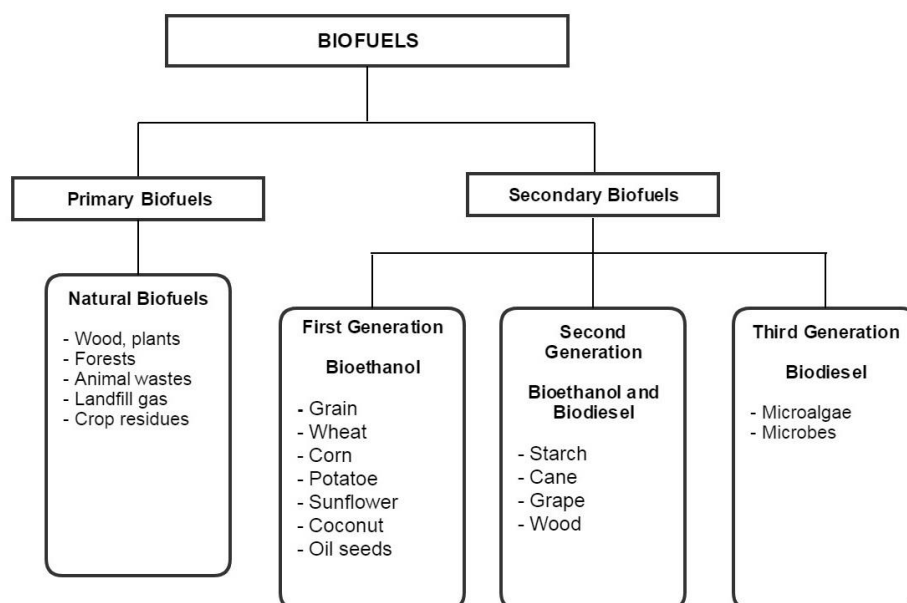 BIOFUELS
Primary Biofuels
Secondary Biofuels
Natural Biofuels
- Wood, plants
- Forests
- Animal wastes
- Landfill gas
- Crop residues
First Generation
Bioethanol
- Grain
- Wheat
- Corn
- Potatoe
- Sunflower
- Coconut
- Oil seeds
Second
Generation
Bioethanol and
Biodiesel
- Starch
- Cane
- Grape
- Wood
Third Generation
Biodiesel
- Microalgae
- Microbes